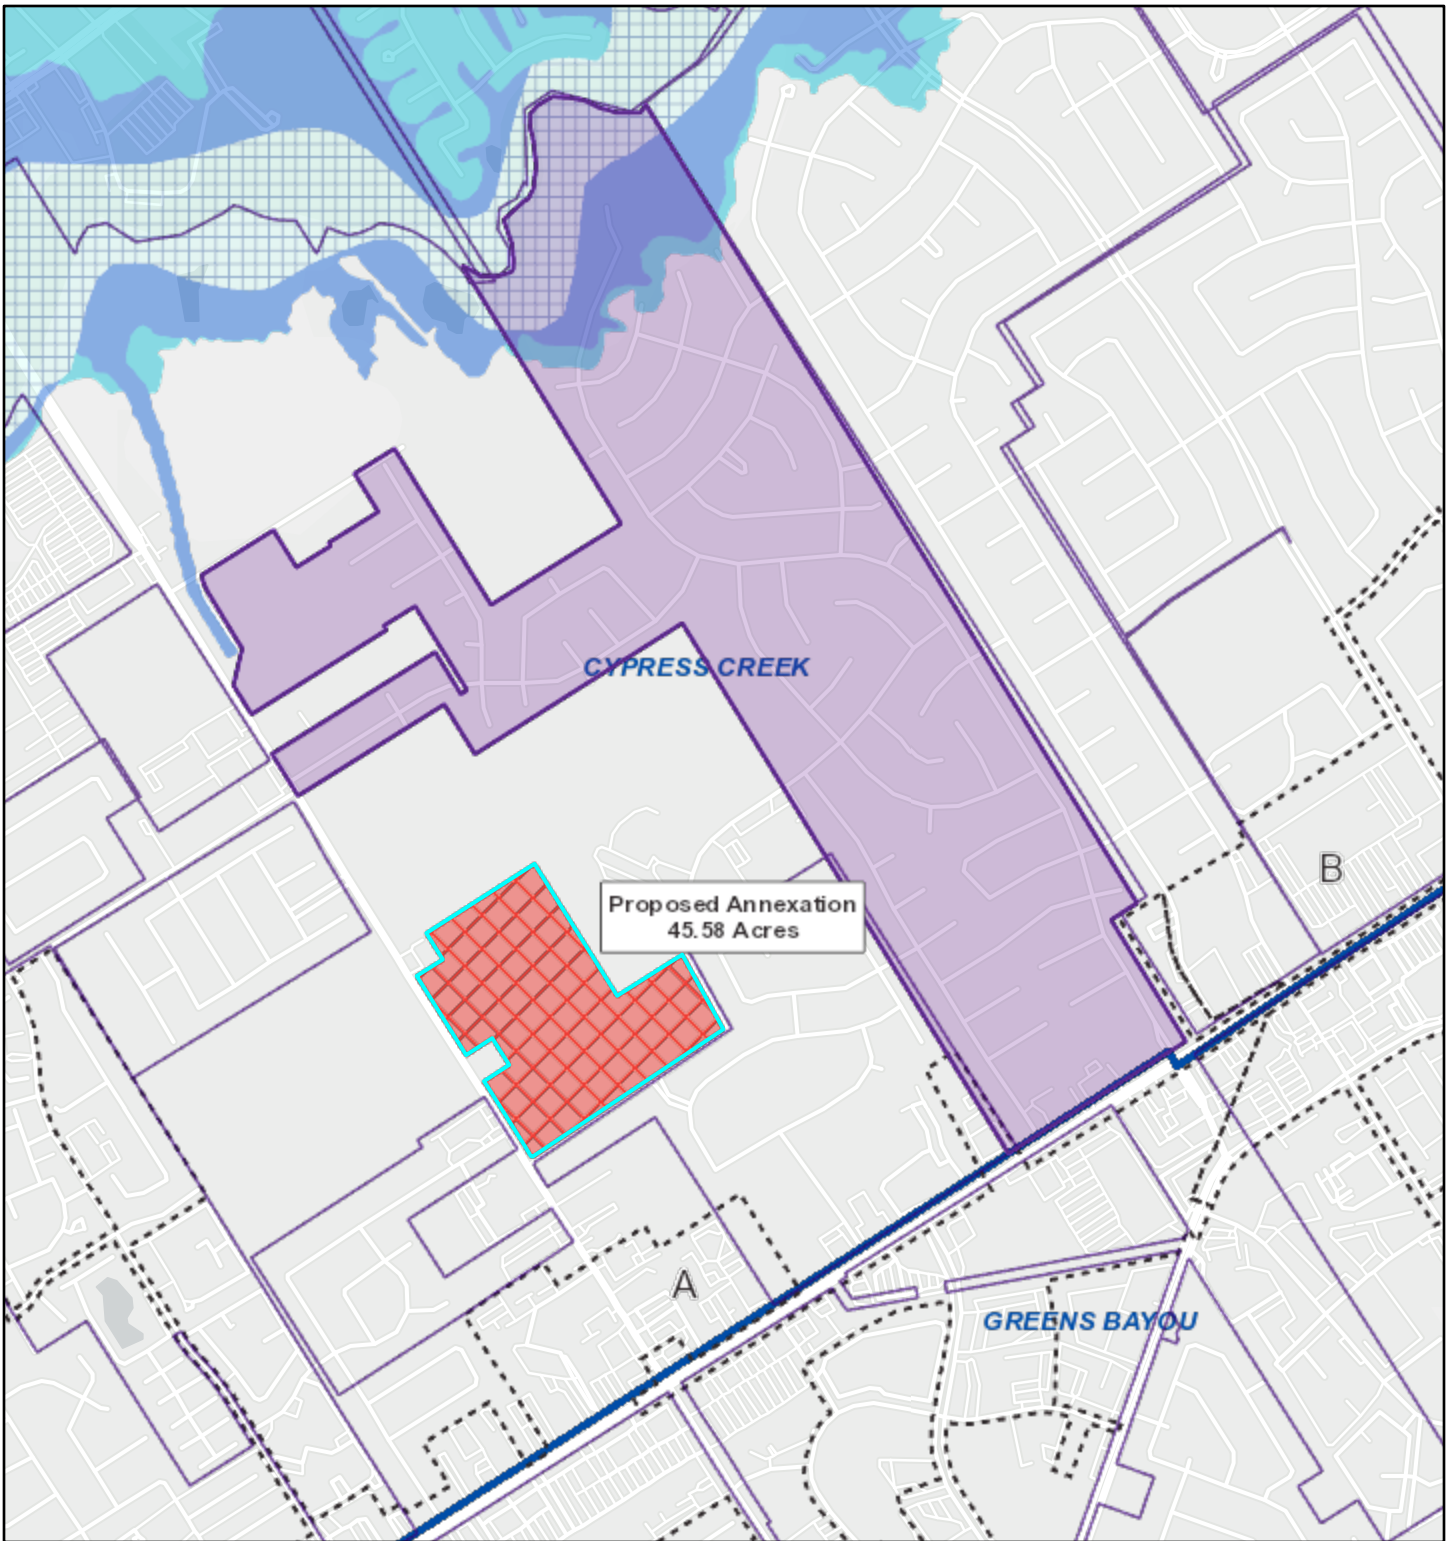 CYPRESS CREEK
B
Proposed Annexation
45.58 Acres
A
GREENS BAYOU